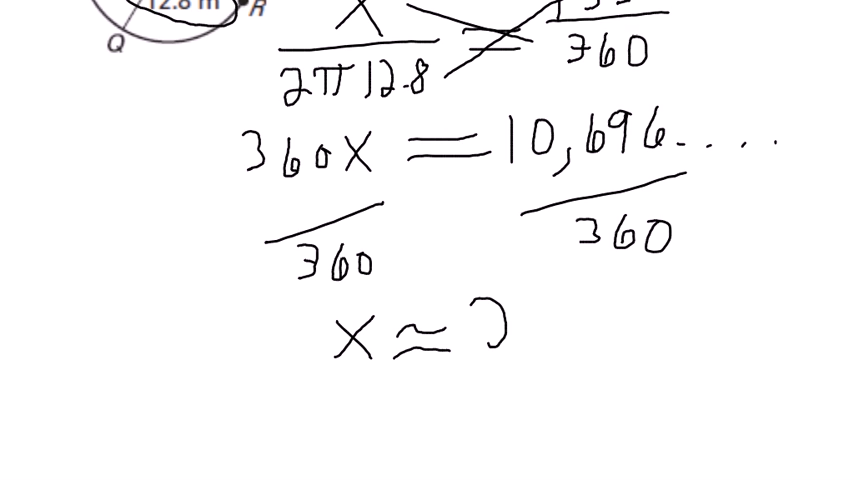 12.8 m R
Q
X
2π12.8 = 360
360X = 10,696....
360 360
X ≈